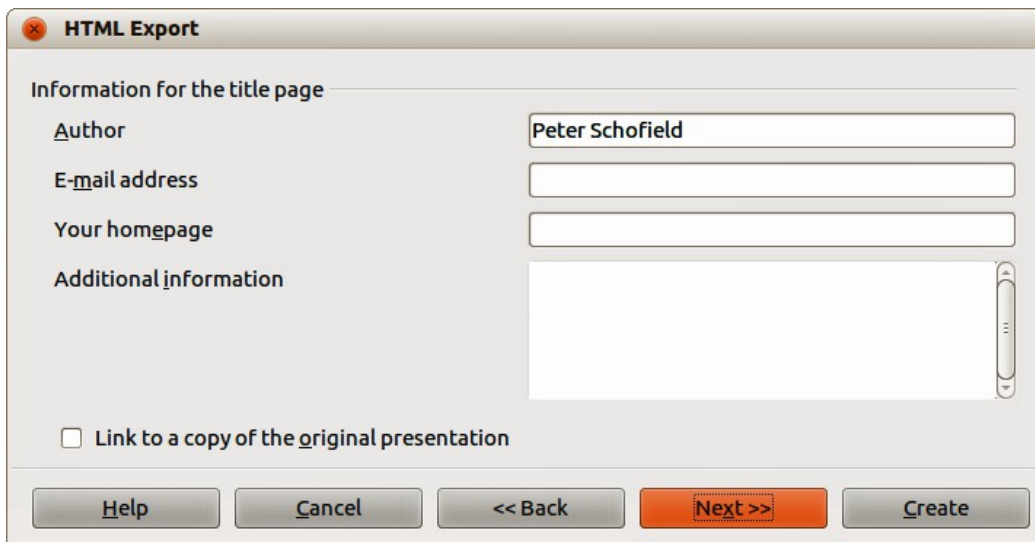 HTML Export
Information for the title page
Author
Peter Schofield
E-mail address
Your homepage
Additional information
Link to a copy of the original presentation
Help
Cancel
<< Back
Next >>
Create